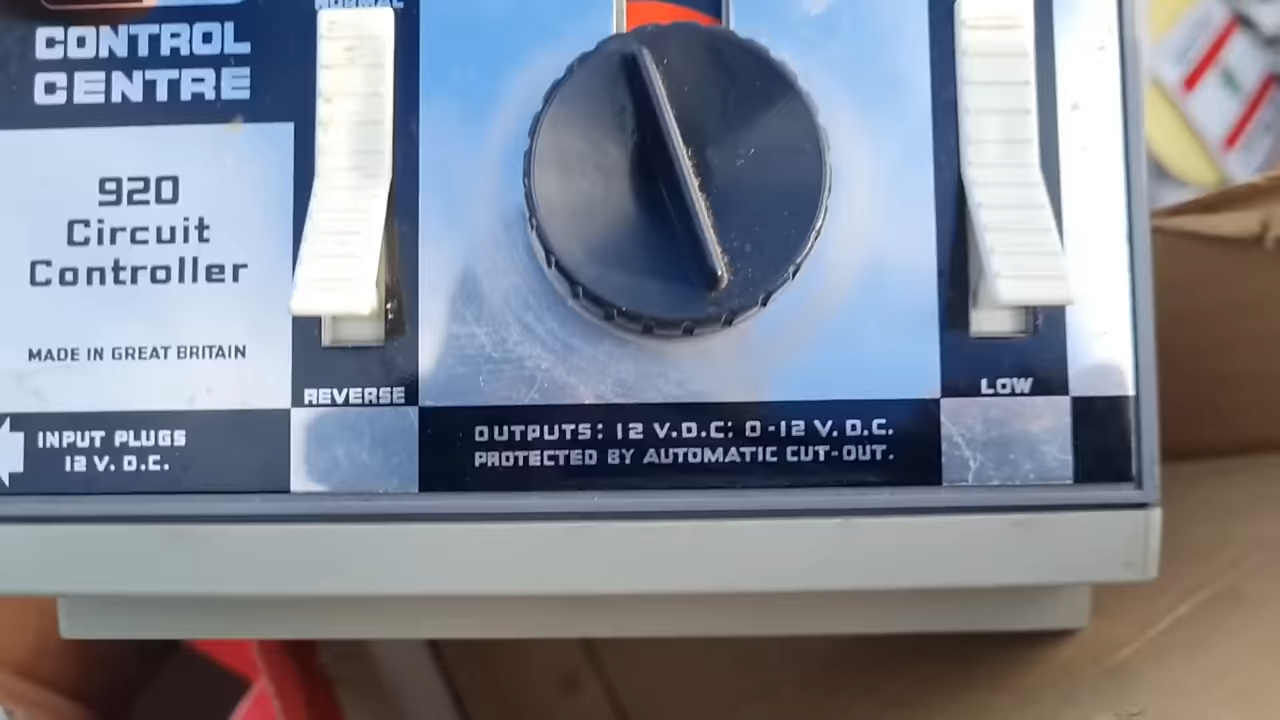 NORMAL
CONTROL
CENTRE
920
Circuit
Controller
MADE IN GREAT BRITAIN
REVERSE
LOW
INPUT PLUGS
12 V. D.C.
OUTPUTS: 12 V.D.C: 0-12 V. D.C.
PROTECTED BY AUTOMATIC CUT-OUT.